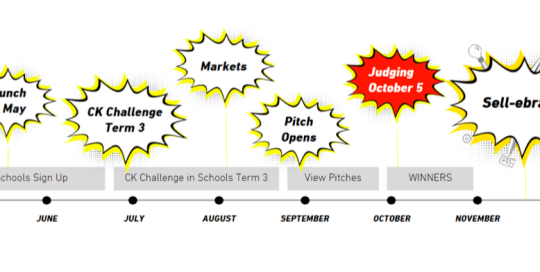 unch
May
CK Challenge
Term 3
Markets
Pitch
Opens
Judging
October 5
Sell-ebra
chools Sign Up
CK Challenge in Schools Term 3
View Pitches
WINNERS
JUNE
JULY
AUGUST
SEPTEMBER
OCTOBER
NOVEMBER